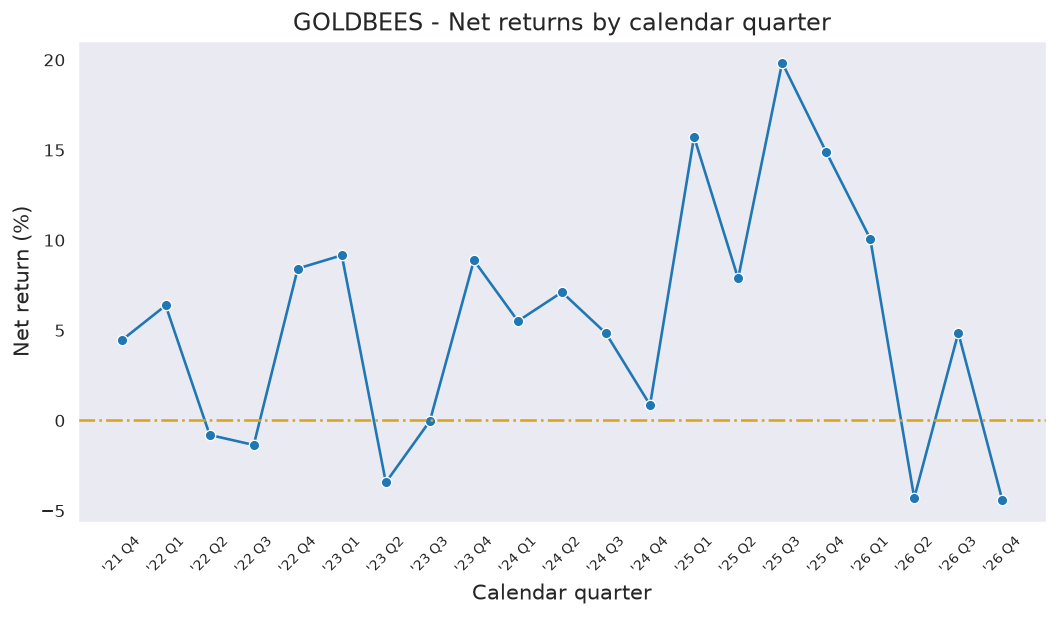 GOLDBEES - Net returns by calendar quarter
Net return (%)
20
15
10
5
0
−5
'21 Q4
'22 Q1
'22 Q2
'22 Q3
'22 Q4
'23 Q1
'23 Q2
'23 Q3
'23 Q4
'24 Q1
'24 Q2
'24 Q3
'24 Q4
'25 Q1
'25 Q2
'25 Q3
'25 Q4
'26 Q1
'26 Q2
'26 Q3
'26 Q4
Calendar quarter